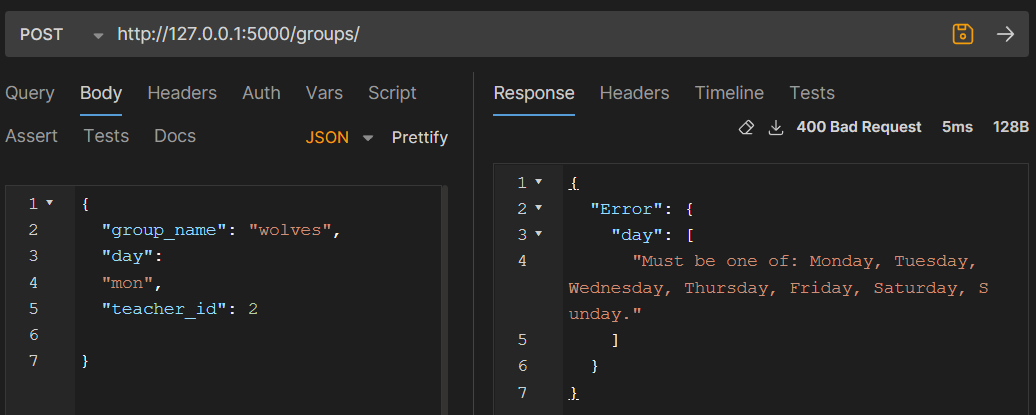 POST http://127.0.0.1:5000/groups/
Query Body Headers Auth Vars Script
Assert Tests Docs JSON Prettify
1 {
2 "group_name": "wolves",
3 "day":
4 "mon",
5 "teacher_id": 2
6
7 }
Response Headers Timeline Tests
400 Bad Request 5ms 128B
1 {
2 "Error": {
3 "day": [
4 "Must be one of: Monday, Tuesday,
Wednesday, Thursday, Friday, Saturday, S
unday."
5 ]
6 }
7 }